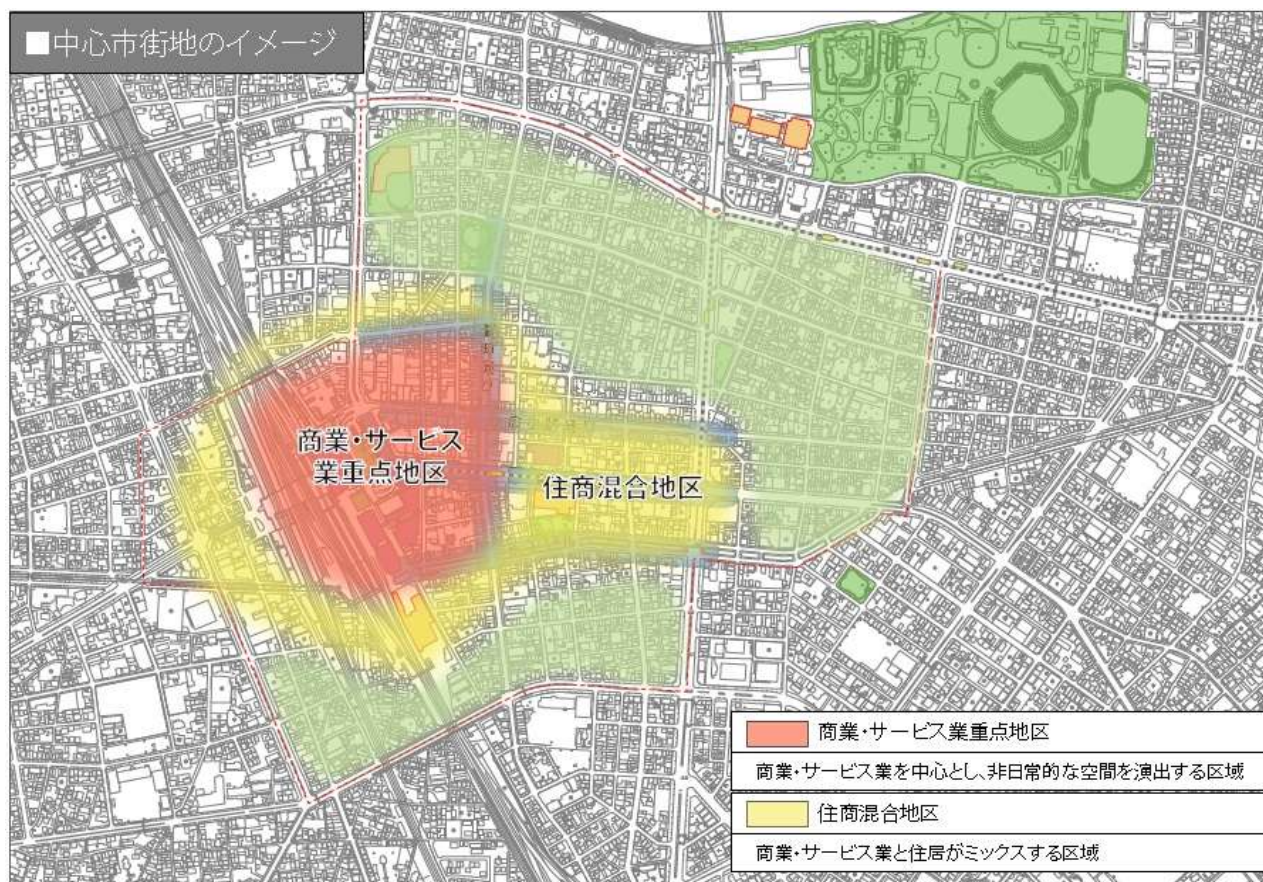 ■中心市街地のイメージ
商業・サービス
業重点地区
住商混合地区
商業・サービス業重点地区
商業・サービス業を中心とし、非日常的な空間を演出する区域
住商混合地区
商業・サービス業と住居がミックスする区域